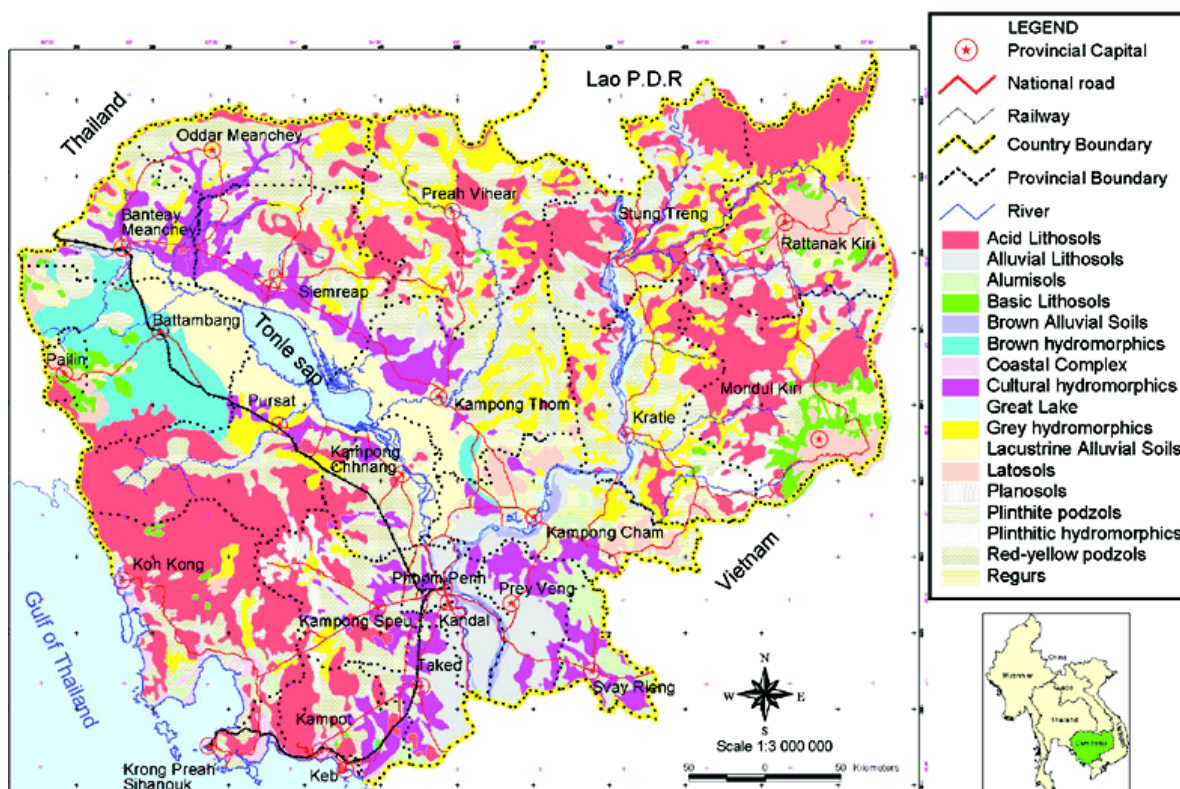 Lao P.D.R
Thailand
Oddar Meanchey
Preah Vihear
Banteay
Meanchey
Stung Treng
Rattanak Kiri
Siemreap
Battambang
Tonle sap
Pailin
Mondul Kiri
Pursat
Kampong Thom
Kratie
Kampong
Chhnang
Kampong Cham
Vietnam
Koh Kong
Phnom Penh
Prey Veng
Gulf of Thailand
Kampong Speu
Kandal
Taked
Svay Rieng
Kampot
Krong Preah
Sihanouk
Keb
N
W E
S
Scale 1:3 000 000
50 0 50 Kilometers
LEGEND
Provincial Capital
National road
Railway
Country Boundary
Provincial Boundary
River
Acid Lithosols
Alluvial Lithosols
Alumisols
Basic Lithosols
Brown Alluvial Soils
Brown hydromorphics
Coastal Complex
Cultural hydromorphics
Great Lake
Grey hydromorphics
Lacustrine Alluvial Soils
Latosols
Planosols
Plinthite podzols
Plinthitic hydromorphics
Red-yellow podzols
Regurs
China
Myanmar
Thailand